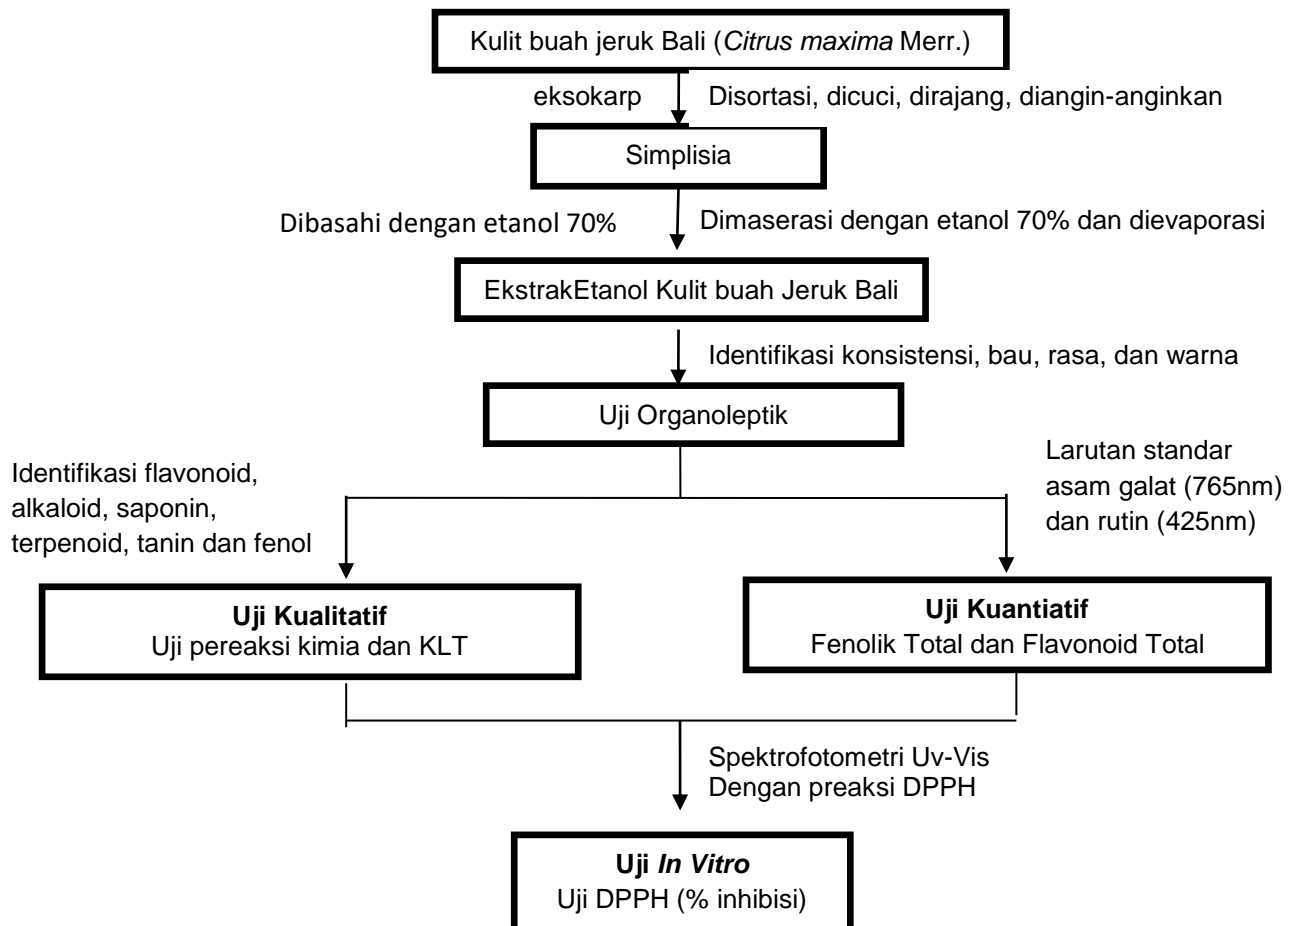 Kulit buah jeruk Bali (Citrus maxima Merr.)
eksokarp
Disortasi, dicuci, dirajang, diangin-anginkan
Simplisia
Dibasahi dengan etanol 70%
Dimaserasi dengan etanol 70% dan dievaporasi
EkstrakEtanol Kulit buah Jeruk Bali
Identifikasi konsistensi, bau, rasa, dan warna
Uji Organoleptik
Identifikasi flavonoid,
alkaloid, saponin,
terpenoid, tanin dan fenol
Larutan standar
asam galat (765nm)
dan rutin (425nm)
Uji Kualitatif
Uji pereaksi kimia dan KLT
Uji Kuantiatif
Fenolik Total dan Flavonoid Total
Spektrofotometri Uv-Vis
Dengan preaksi DPPH
Uji In Vitro
Uji DPPH (% inhibisi)